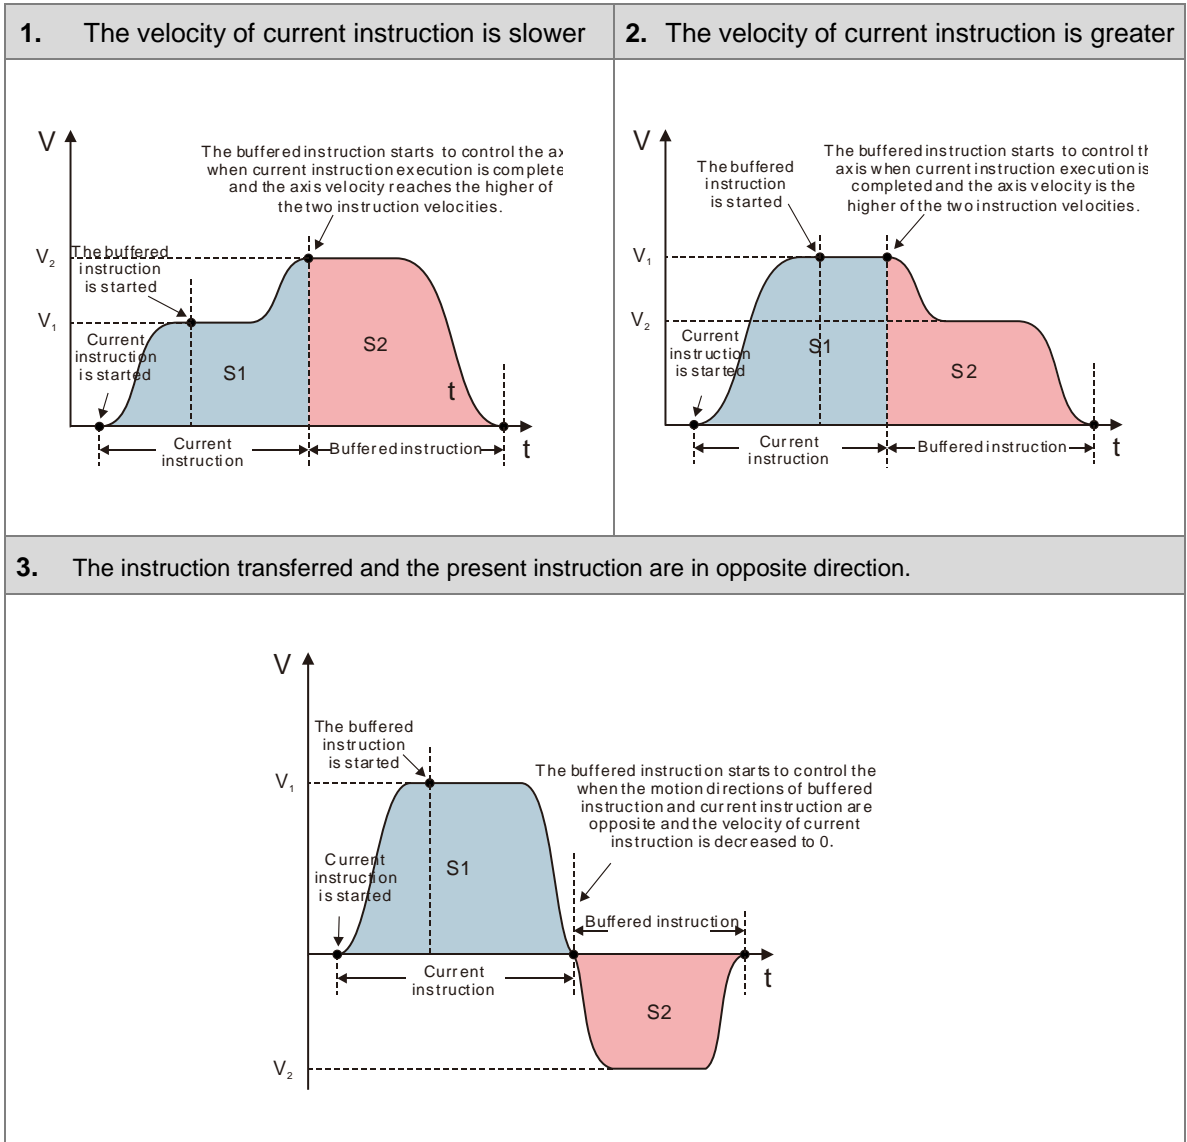 1. The velocity of current instruction is slower
2. The velocity of current instruction is greater
V
The buffered instruction starts to control the ax
when current instruction execution is complete
and the axis velocity reaches the higher of
the two instruction velocities.
V2
The buffered
instruction
is started
V1
Current
instruction
is started
S1
S2
t
Current
instruction
Buffered instruction
t
V
The buffered
instruction
is started
The buffered instruction starts to control th
axis when current instruction execution is
completed and the axis velocity is the
higher of the two instruction velocities.
V1
V2
Current
instruction
is started
S1
S2
Current
instruction
Buffered instruction
t
3. The instruction transferred and the present instruction are in opposite direction.
V
The buffered
instruction
is started
V1
The buffered instruction starts to control the
when the motion directions of buffered
instruction and current instruction are
opposite and the velocity of current
instruction is decreased to 0.
Current
instruction
is started
S1
Buffered instruction
Current
instruction
t
S2
V2